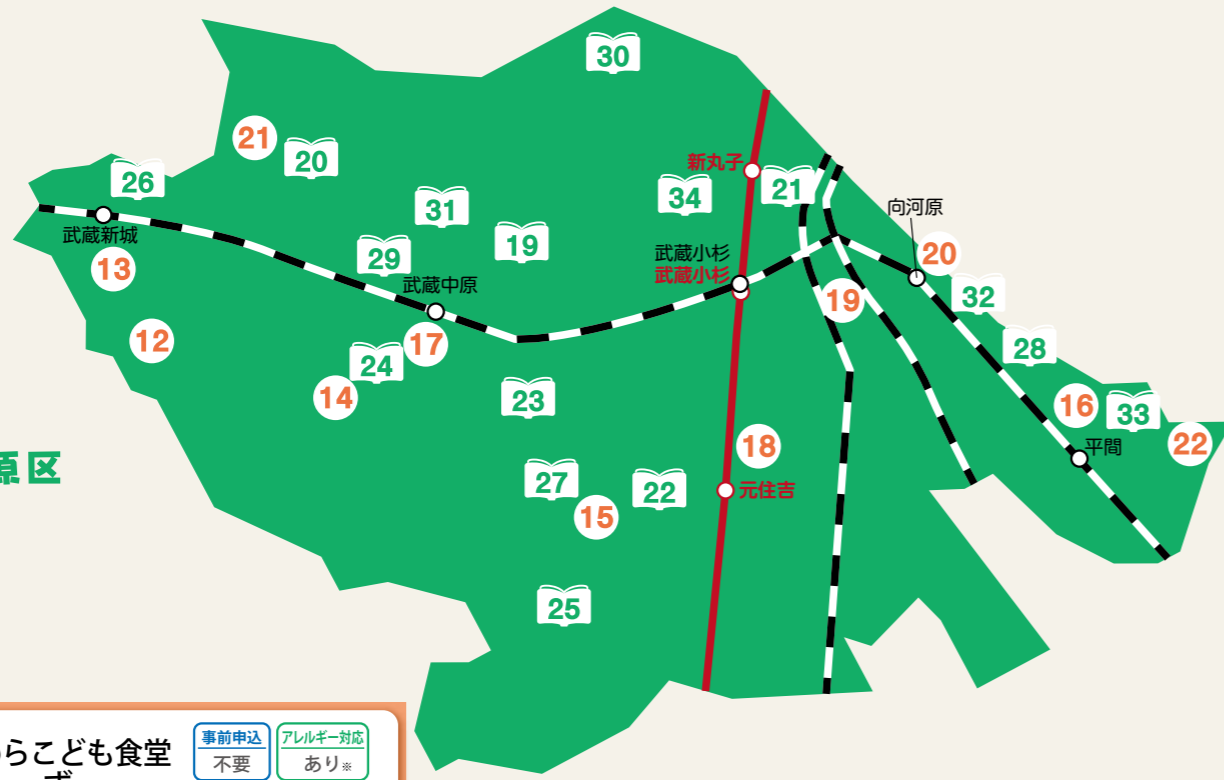 30
21
20
新丸子
26
34
21
31
向河原
武蔵新城
19
武蔵小杉
20
29
武蔵小杉
13
武蔵中原
32
19
12
17
28
24
14
23
16
33
18
22
平間
原区
27
22
元住吉
15
25
らこども食堂
事前申込
不要
アレルギー対応
あり※